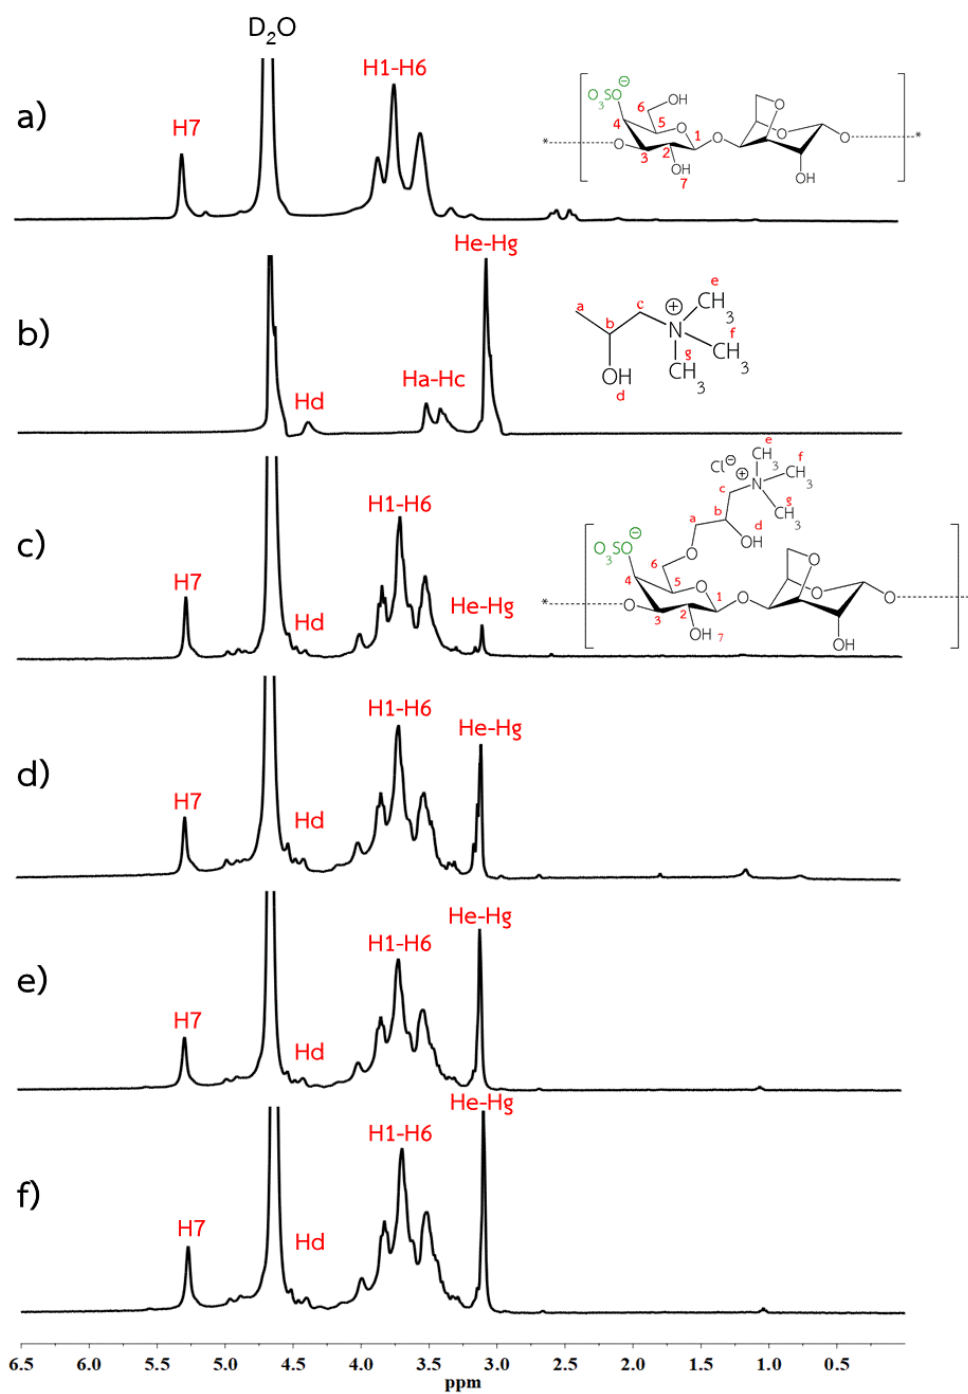 D2O
a)
H7
H1-H6
O3SO⊖
6
OH
4
5
O
1
O
O
O
*
O
3
2
OH
7
OH
O
*
b)
He-Hg
Ha-Hc
Hd
a
b
c
OH
d
⊕
N
e
CH3
f
CH3
g
CH3
c)
H7
Hd
H1-H6
He-Hg
Cl⊖
⊕
N
e
CH3
f
CH3
g
CH3
c
b
a
d
OH
O
O3SO⊖
6
4
5
O
1
O
O
O
*
O
3
2
OH
7
OH
O
d)
H7
Hd
H1-H6
He-Hg
e)
H7
Hd
H1-H6
He-Hg
f)
H7
Hd
H1-H6
He-Hg
6.5 6.0 5.5 5.0 4.5 4.0 3.5 3.0 2.5 2.0 1.5 1.0 0.5
ppm